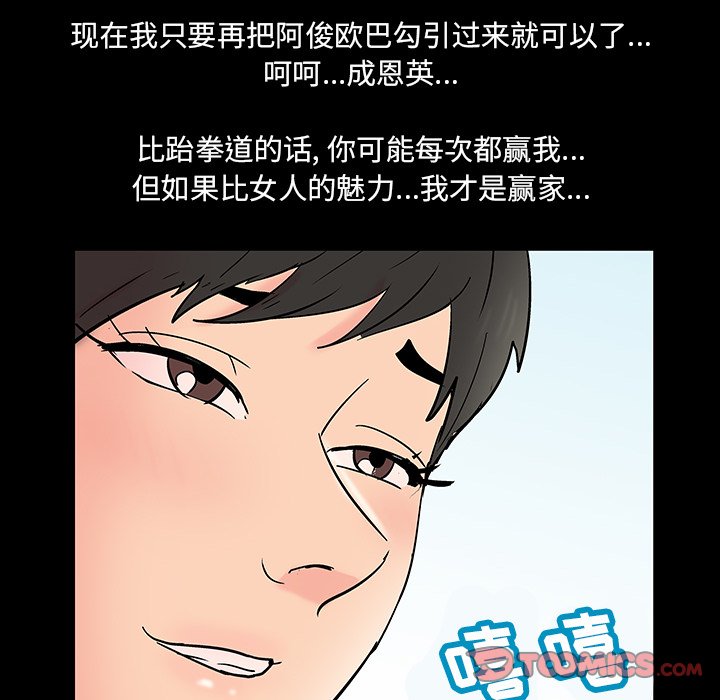 现在我只要再把阿俊欧巴勾引过来就可以了...
呵呵...成恩英...
比跆拳道的话, 你可能每次都赢我...
但如果比女人的魅力...我才是赢家...
嘻嘻
TOOMICS.COM